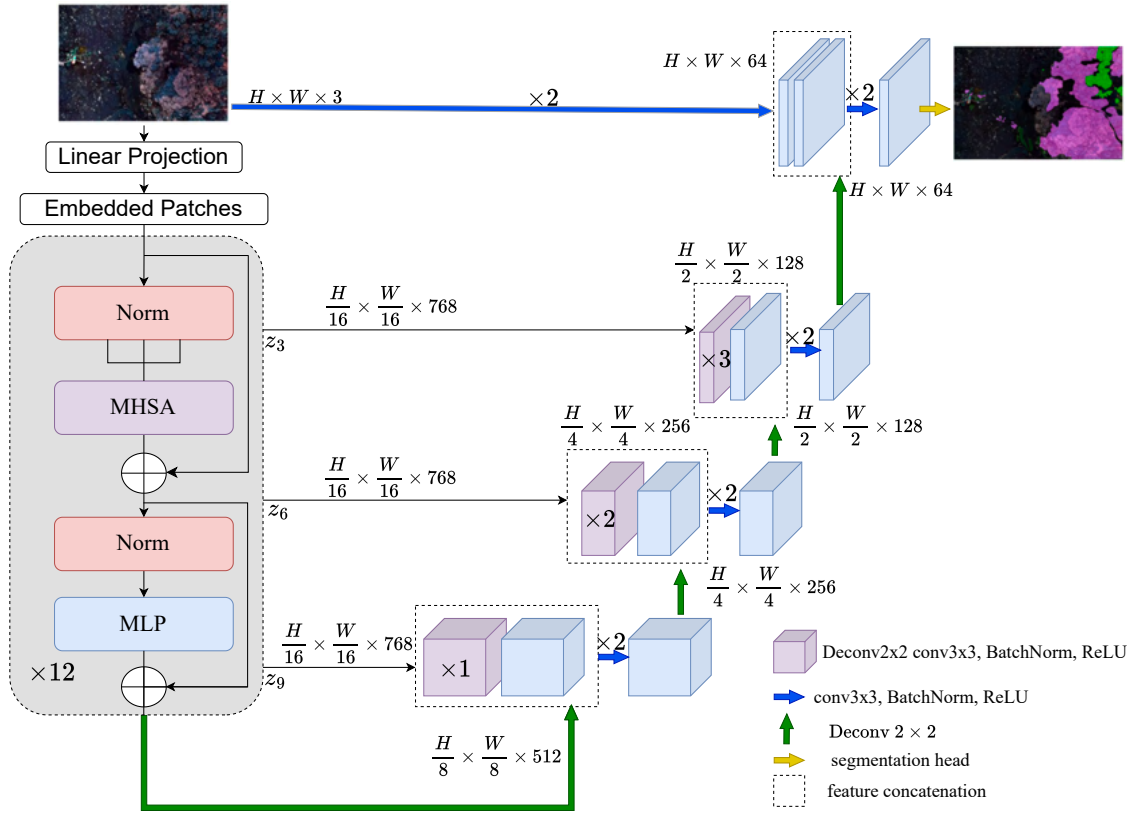 H × W × 3
×2
H × W × 64
×2
H × W × 64
Linear Projection
Embedded Patches
Norm
MHSA
Norm
MLP
×12
H/16 × W/16 × 768
z3
H/2 × W/2 × 128
×3
×2
H/2 × W/2 × 128
H/16 × W/16 × 768
z6
H/4 × W/4 × 256
×2
×2
H/4 × W/4 × 256
H/16 × W/16 × 768
z9
×1
×2
H/8 × W/8 × 512
Deconv2x2 conv3x3, BatchNorm, ReLU
conv3x3, BatchNorm, ReLU
Deconv 2 × 2
segmentation head
feature concatenation